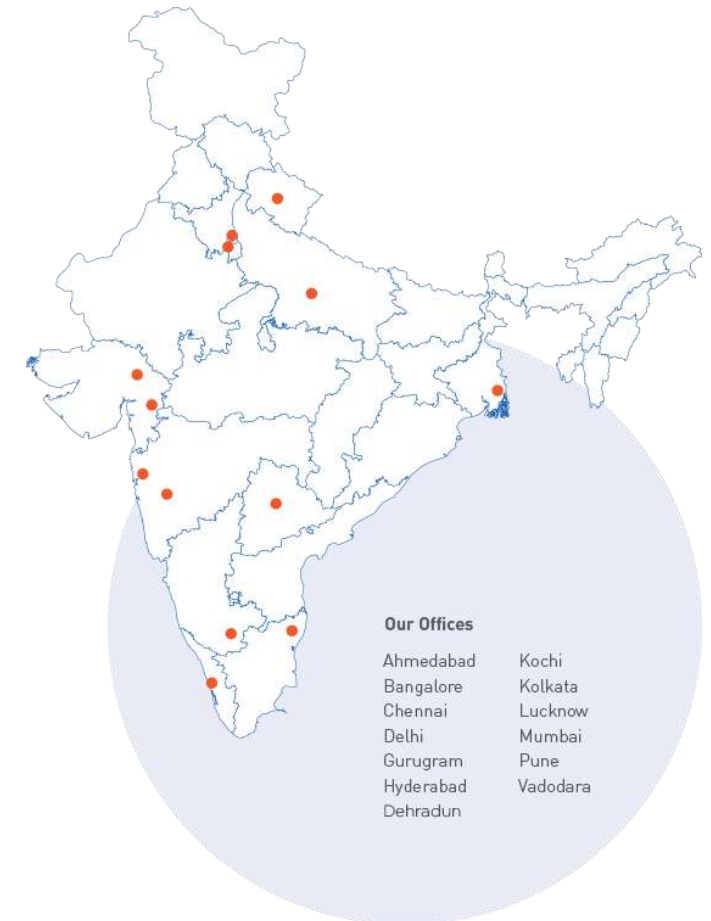 Our Offices
Ahmedabad
Bangalore
Chennai
Delhi
Gurugram
Hyderabad
Dehradun
Kochi
Kolkata
Lucknow
Mumbai
Pune
Vadodara